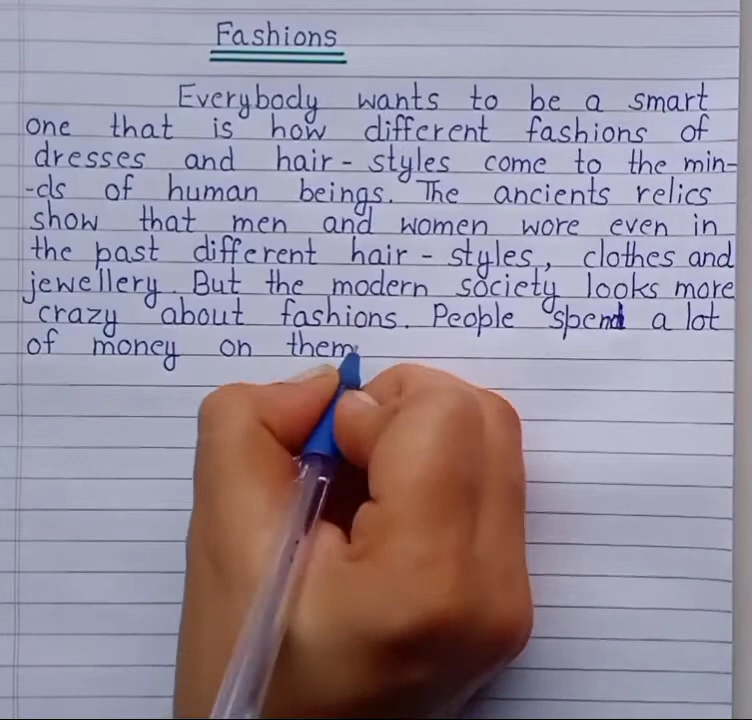 Fashions
Everybody wants to be a smart
one that is how different fashions of
dresses and hair - styles come to the min-
-ds of human beings. The ancients relics
show that men and women wore even in
the past different hair - styles, clothes and
jewellery. But the modern society looks more
crazy about fashions. People spend a lot
of money on them